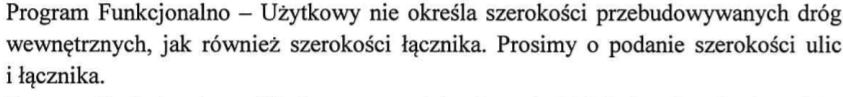 Program Funkcjonalno – Użytkowy nie określa szerokości przebudowywanych dróg
wewnętrznych, jak również szerokości łącznika. Prosimy o podanie szerokości ulic
i łącznika.